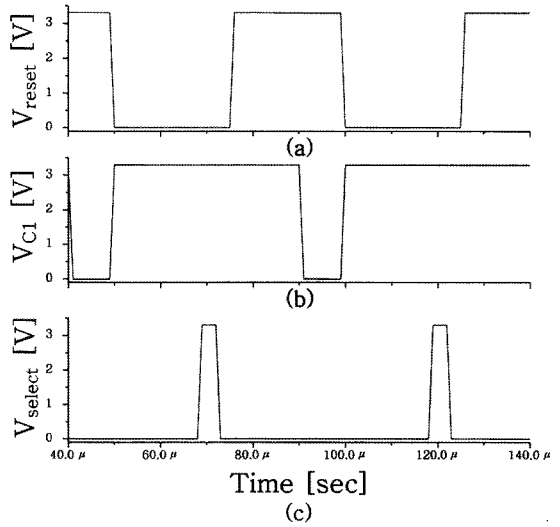 V_reset [V]
3
2
1
0
(a)
V_C1 [V]
3
2
1
0
(b)
V_select [V]
3
2
1
0
40.0 μ 60.0 μ 80.0 μ 100.0 μ 120.0 μ 140.0 μ
Time [sec]
(c)